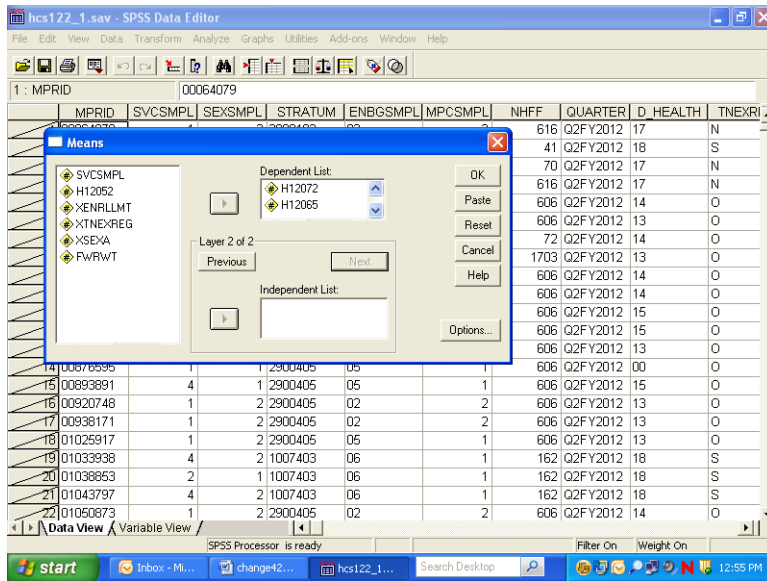 hcs122_1.sav - SPSS Data Editor
File Edit View Data Transform Analyze Graphs Utilities Add-ons Window Help
1 : MPRID 00064079
MPRID SVCSMPL SEXSMPL STRATUM ENBGSMPL MPCSMPL NHFF QUARTER D_HEALTH TNEXRE
616 Q2FY2012 17 N
Means
41 Q2FY2012 18 S
70 Q2FY2012 17 N
616 Q2FY2012 17 N
606 Q2FY2012 14 O
606 Q2FY2012 13 O
72 Q2FY2012 14 O
1703 Q2FY2012 13 O
606 Q2FY2012 14 O
606 Q2FY2012 14 O
606 Q2FY2012 15 O
606 Q2FY2012 15 O
606 Q2FY2012 13 O
SVCSMPL
H12052
XENRLLMT
XTNEXREG
XSEXA
FWRWT
Dependent List:
H12072
H12065
Layer 2 of 2
Previous Next
Independent List:
OK
Paste
Reset
Cancel
Help
Options...
14 00876595 1 1 2900405 05 1 606 Q2FY2012 00 O
15 00893891 4 1 2900405 05 1 606 Q2FY2012 15 O
16 00920748 1 2 2900405 02 2 606 Q2FY2012 13 O
17 00938171 1 2 2900405 02 2 606 Q2FY2012 13 O
18 01025917 1 2 2900405 05 1 606 Q2FY2012 13 O
19 01033938 4 2 1007403 06 1 162 Q2FY2012 18 S
20 01038853 2 1 1007403 06 1 162 Q2FY2012 18 S
21 01043797 4 2 1007403 06 1 162 Q2FY2012 18 S
22 01050873 1 2 2900405 02 2 606 Q2FY2012 14 O
Data View Variable View
SPSS Processor is ready Filter On Weight On
start Inbox - Mi... change42... hcs122_1... Search Desktop 12:55 PM